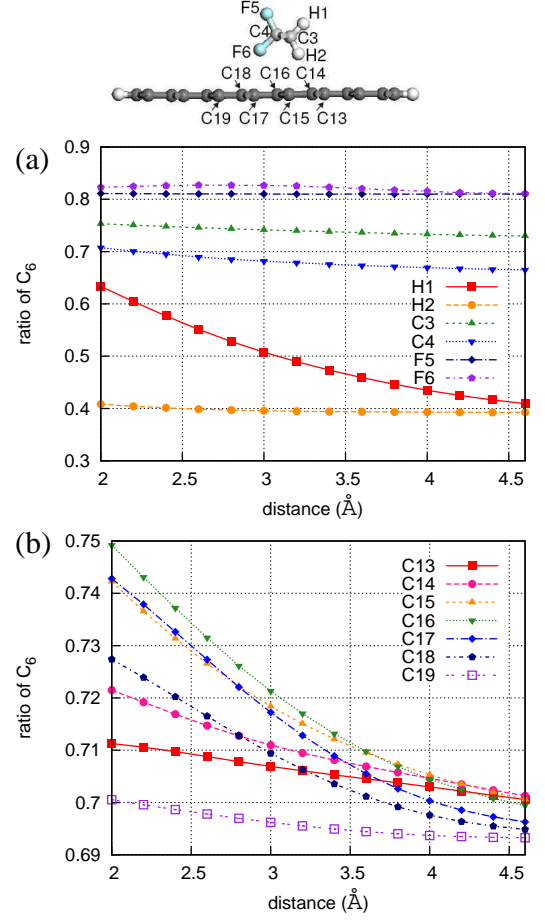 F5
H1
C4
C3
F6
H2
C18 C16 C14
C19 C17 C15 C13
(a)
0.9
0.8
0.7
0.6
0.5
0.4
0.3
ratio of C6
H1
H2
C3
C4
F5
F6
2 2.5 3 3.5 4 4.5
distance (Å)
(b)
0.75
0.74
0.73
0.72
0.71
0.7
0.69
ratio of C6
C13
C14
C15
C16
C17
C18
C19
2 2.5 3 3.5 4 4.5
distance (Å)